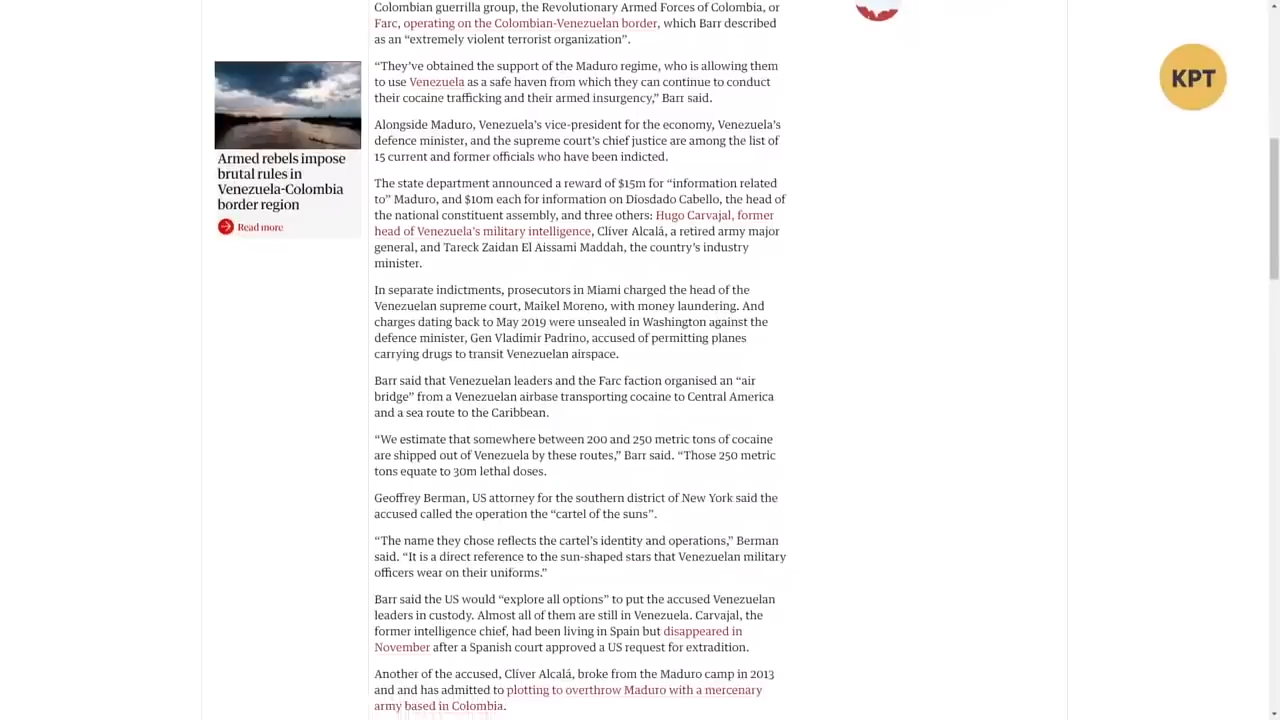 Colombian guerrilla group, the Revolutionary Armed Forces of Colombia, or
Farc, operating on the Colombian-Venezuelan border, which Barr described
as an “extremely violent terrorist organization”.
“They’ve obtained the support of the Maduro regime, who is allowing them
to use Venezuela as a safe haven from which they can continue to conduct
their cocaine trafficking and their armed insurgency,” Barr said.
Alongside Maduro, Venezuela’s vice-president for the economy, Venezuela’s
defence minister, and the supreme court’s chief justice are among the list of
15 current and former officials who have been indicted.
The state department announced a reward of $15m for “information related
to” Maduro, and $10m each for information on Diosdado Cabello, the head of
the national constituent assembly, and three others: Hugo Carvajal, former
head of Venezuela’s military intelligence, Clíver Alcalá, a retired army major
general, and Tareck Zaidan El Aissami Maddah, the country’s industry
minister.
In separate indictments, prosecutors in Miami charged the head of the
Venezuelan supreme court, Maikel Moreno, with money laundering. And
charges dating back to May 2019 were unsealed in Washington against the
defence minister, Gen Vladimir Padrino, accused of permitting planes
carrying drugs to transit Venezuelan airspace.
Barr said that Venezuelan leaders and the Farc faction organised an “air
bridge” from a Venezuelan airbase transporting cocaine to Central America
and a sea route to the Caribbean.
“We estimate that somewhere between 200 and 250 metric tons of cocaine
are shipped out of Venezuela by these routes,” Barr said. “Those 250 metric
tons equate to 30m lethal doses.
Geoffrey Berman, US attorney for the southern district of New York said the
accused called the operation the “cartel of the suns”.
“The name they chose reflects the cartel’s identity and operations,” Berman
said. “It is a direct reference to the sun-shaped stars that Venezuelan military
officers wear on their uniforms.”
Barr said the US would “explore all options” to put the accused Venezuelan
leaders in custody. Almost all of them are still in Venezuela. Carvajal, the
former intelligence chief, had been living in Spain but disappeared in
November after a Spanish court approved a US request for extradition.
Another of the accused, Clíver Alcalá, broke from the Maduro camp in 2013
and and has admitted to plotting to overthrow Maduro with a mercenary
army based in Colombia.
Armed rebels impose
brutal rules in
Venezuela-Colombia
border region
Read more
KPT